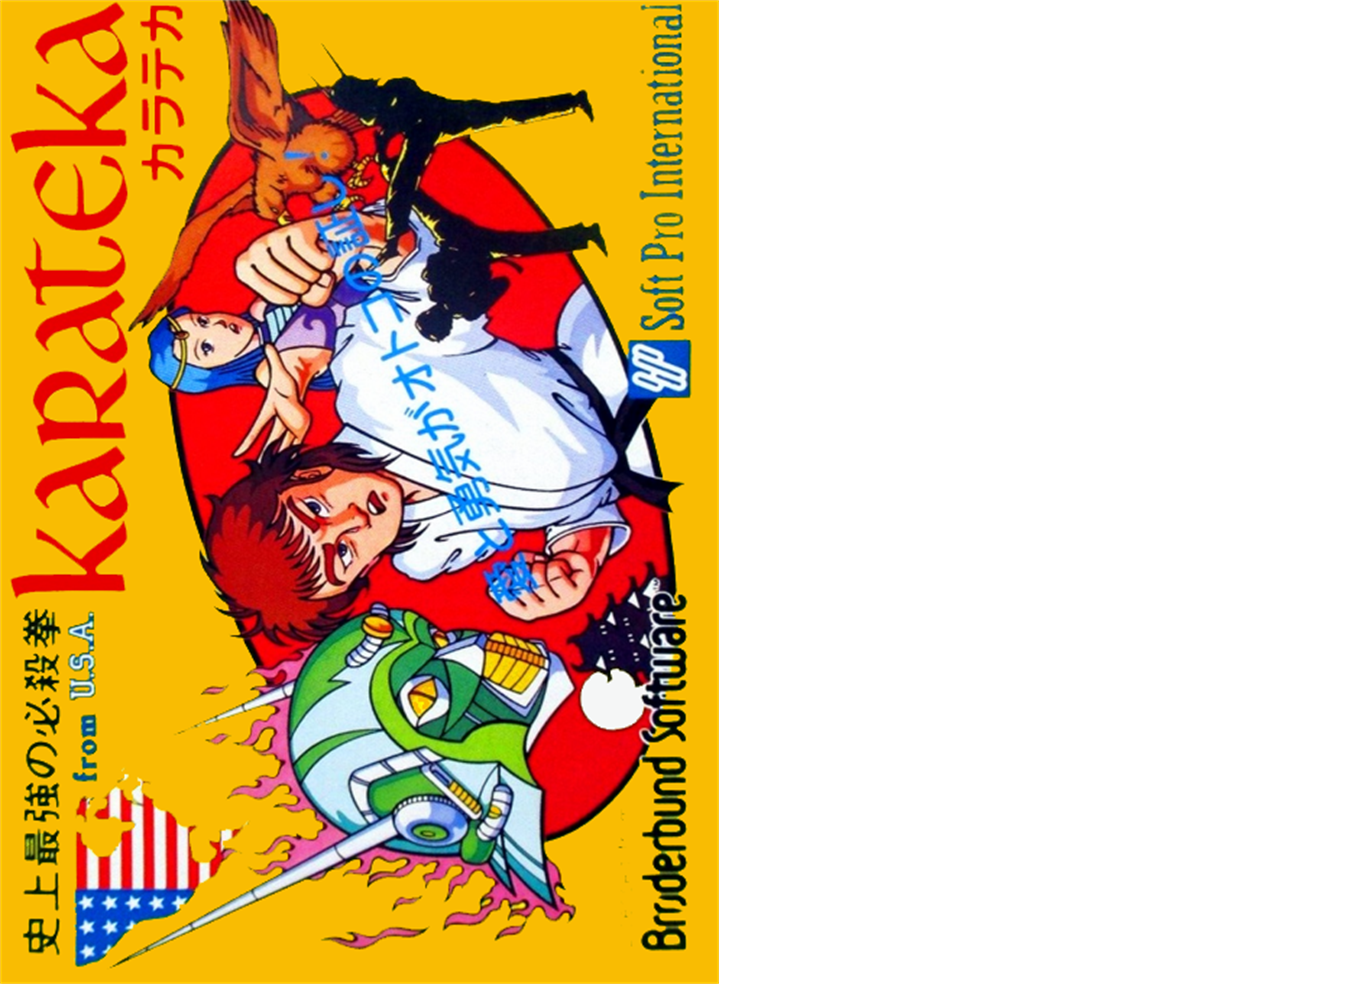 史上最強の必殺拳
from U.S.A.
karateka
カラテカ
愛と勇気がオトコの証し!
Brøderbund Software
Soft Pro International